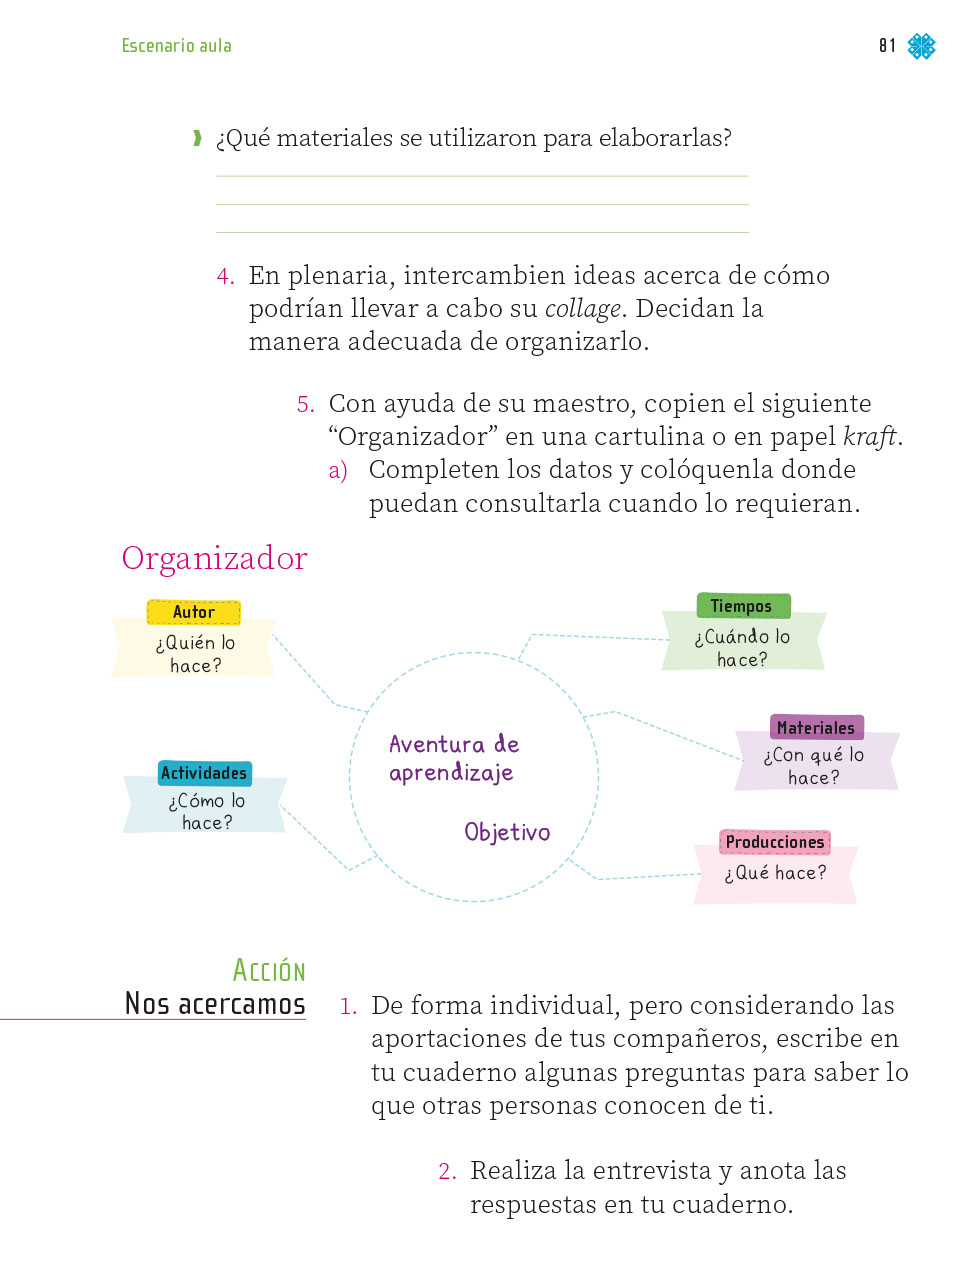 Escenario aula
81
¿Qué materiales se utilizaron para elaborarlas?
4. En plenaria, intercambien ideas acerca de cómo
podrían llevar a cabo su collage. Decidan la
manera adecuada de organizarlo.
5. Con ayuda de su maestro, copien el siguiente
“Organizador” en una cartulina o en papel kraft.
a) Completen los datos y colóquenla donde
puedan consultarla cuando lo requieran.
Organizador
Autor
¿Quién lo
hace?
Tiempos
¿Cuándo lo
hace?
Aventura de
aprendizaje
Objetivo
Materiales
¿Con qué lo
hace?
Actividades
¿Cómo lo
hace?
Producciones
¿Qué hace?
Acción
Nos acercamos
1. De forma individual, pero considerando las
aportaciones de tus compañeros, escribe en
tu cuaderno algunas preguntas para saber lo
que otras personas conocen de ti.
2. Realiza la entrevista y anota las
respuestas en tu cuaderno.